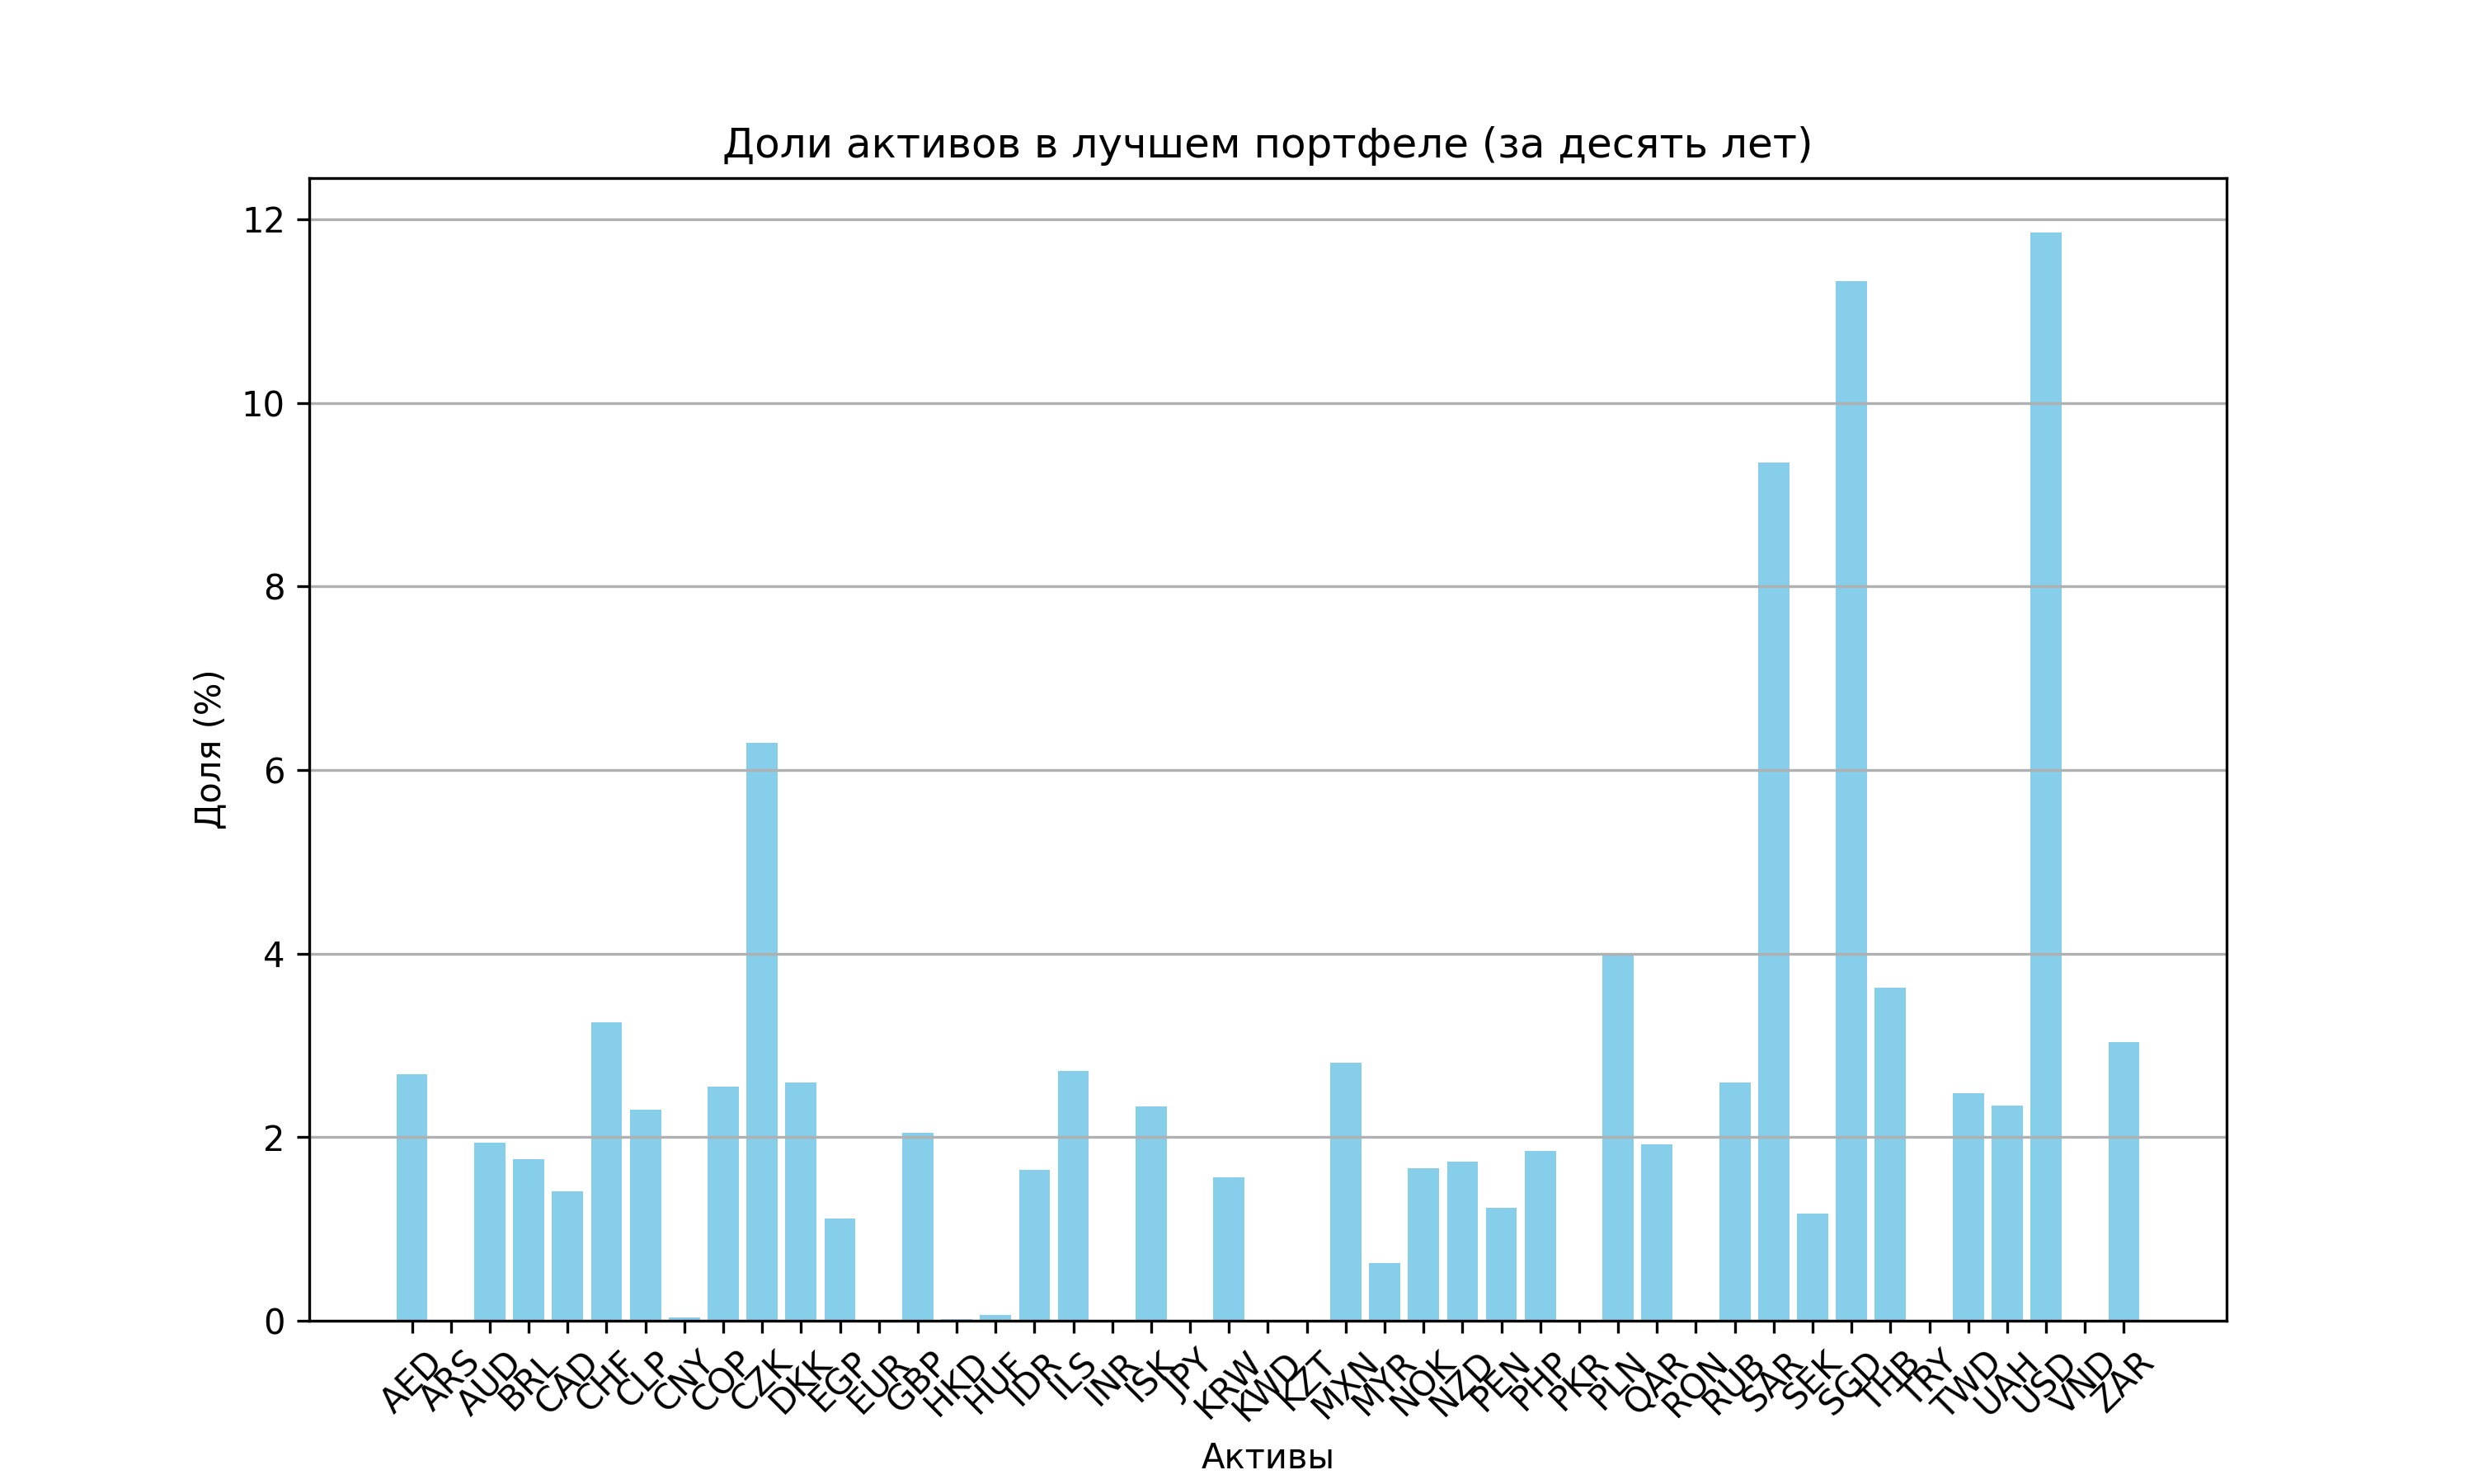 Доли активов в лучшем портфеле (за десять лет)
12
10
8
6
4
2
0
Доля (%)
AED
ARS
AUD
BRL
CAD
CHF
CLP
CNY
COP
CZK
DKK
EGP
EUR
GBP
HKD
HUF
IDR
ILS
INR
ISK
JPY
KRW
KWD
KZT
MXN
MYR
NOK
NZD
PEN
PHP
PKR
PLN
QAR
RON
RUB
SAR
SEK
SGD
THB
TRY
TWD
UAH
USD
VND
ZAR
Активы